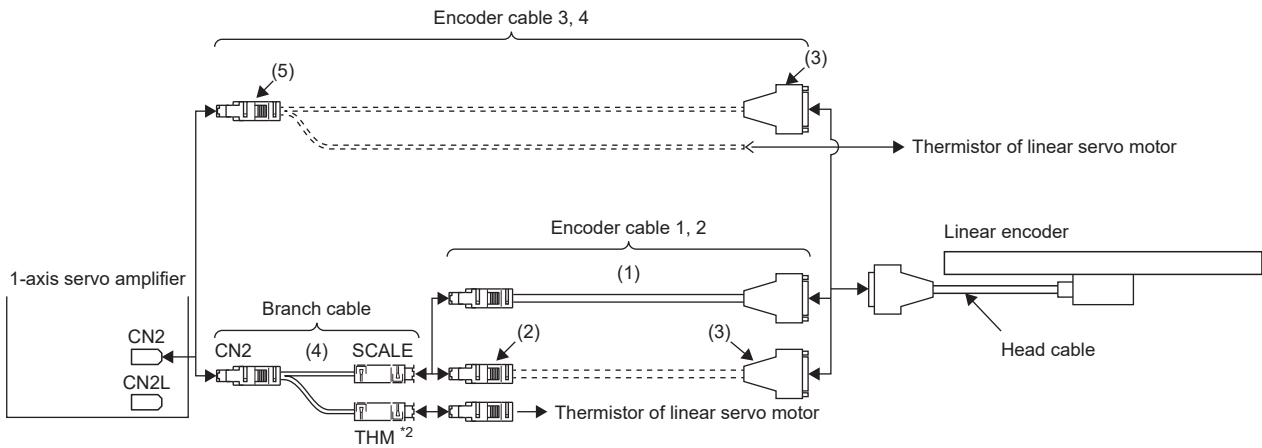 Encoder cable 3, 4
(5)
(3)
Thermistor of linear servo motor
Encoder cable 1, 2
Linear encoder
(1)
1-axis servo amplifier
Branch cable
CN2
CN2
(4)
SCALE
(2)
(3)
Head cable
CN2L
Thermistor of linear servo motor
THM *2